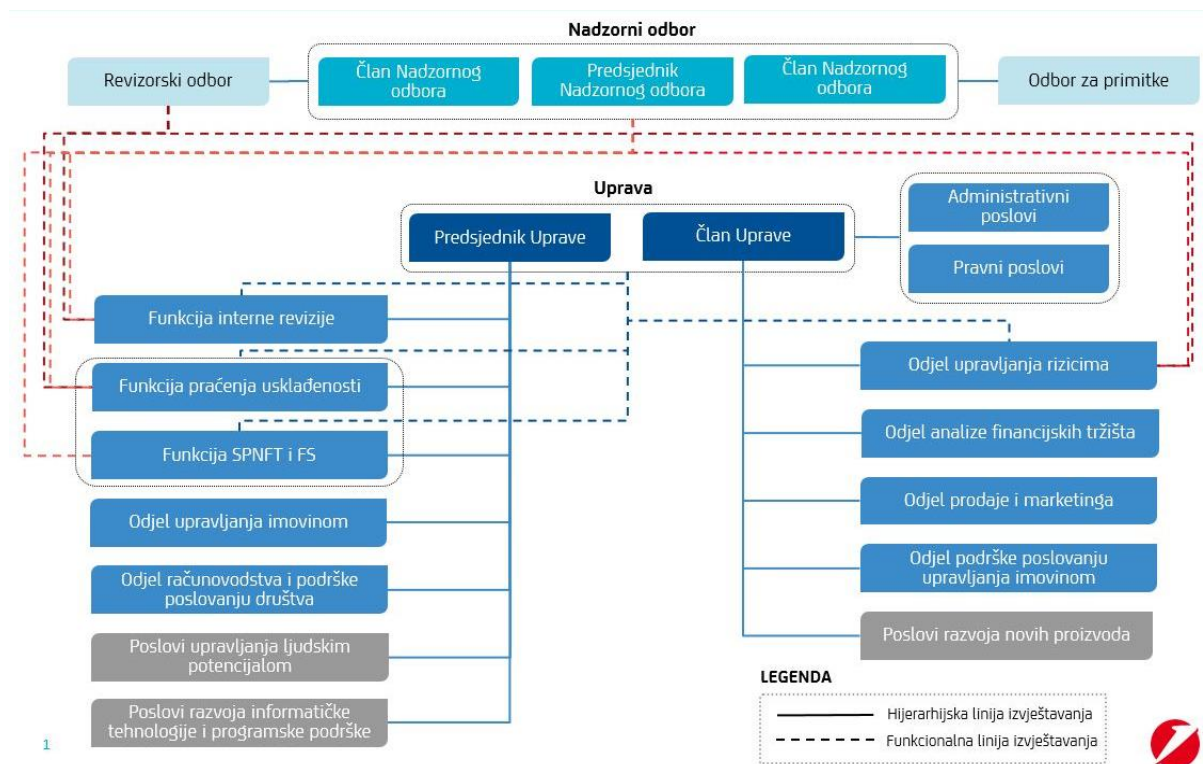 Nadzorni odbor
Revizorski odbor
Član Nadzornog
odbora
Predsjednik
Nadzornog odbora
Član Nadzornog
odbora
Odbor za primitke
Uprava
Predsjednik Uprave
Član Uprave
Administrativni
poslovi
Pravni poslovi
Funkcija interne revizije
Funkcija praćenja usklađenosti
Funkcija SPNFT i FS
Odjel upravljanja imovinom
Odjel računovodstva i podrške
poslovanju društva
Poslovi upravljanja ljudskim
potencijalom
Poslovi razvoja informatičke
tehnologije i programske podrške
Odjel upravljanja rizicima
Odjel analize financijskih tržišta
Odjel prodaje i marketinga
Odjel podrške poslovanju
upravljanja imovinom
Poslovi razvoja novih proizvoda
LEGENDA
Hijerarhijska linija izvještavanja
Funkcionalna linija izvještavanja
1